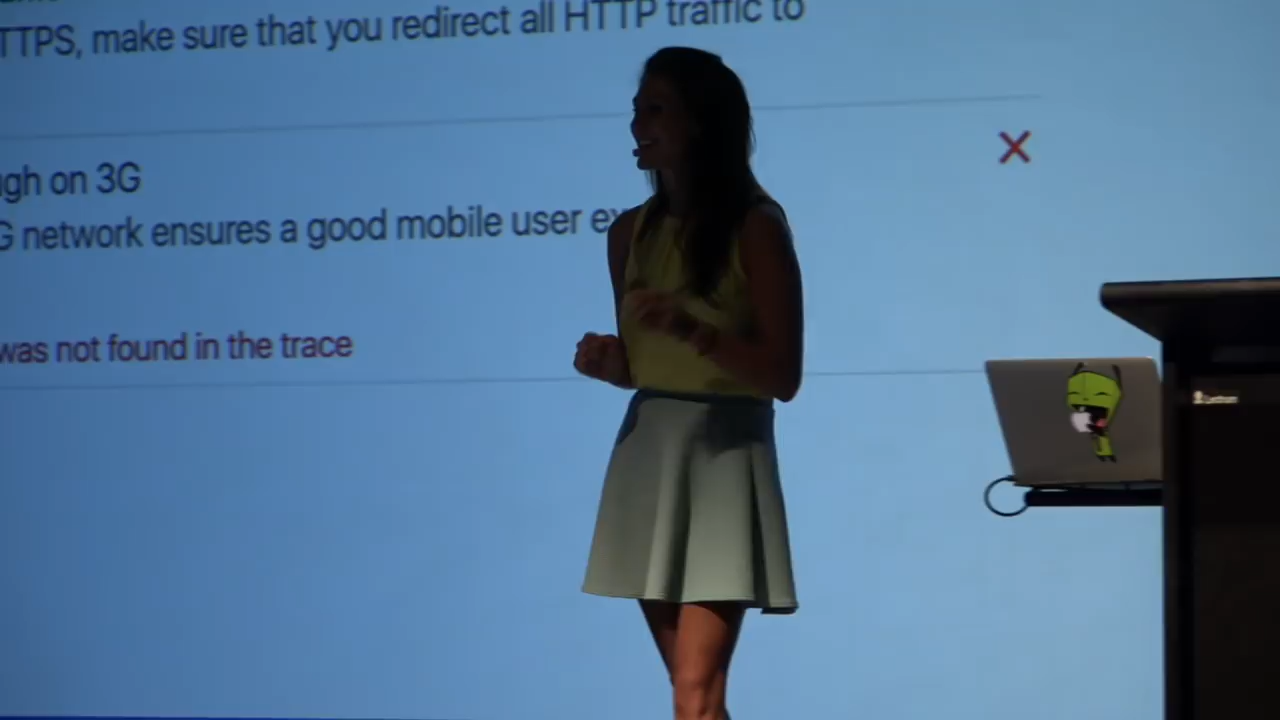 TTPS, make sure that you redirect all HTTP traffic to
ugh on 3G
G network ensures a good mobile user ex
was not found in the trace